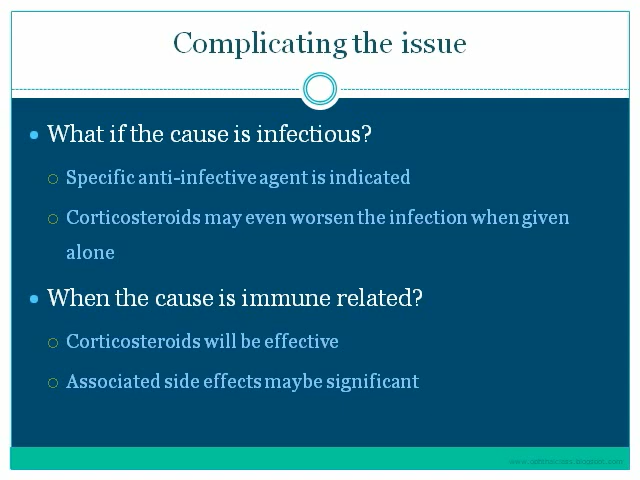 Complicating the issue
What if the cause is infectious?
Specific anti-infective agent is indicated
Corticosteroids may even worsen the infection when given
alone
When the cause is immune related?
Corticosteroids will be effective
Associated side effects maybe significant